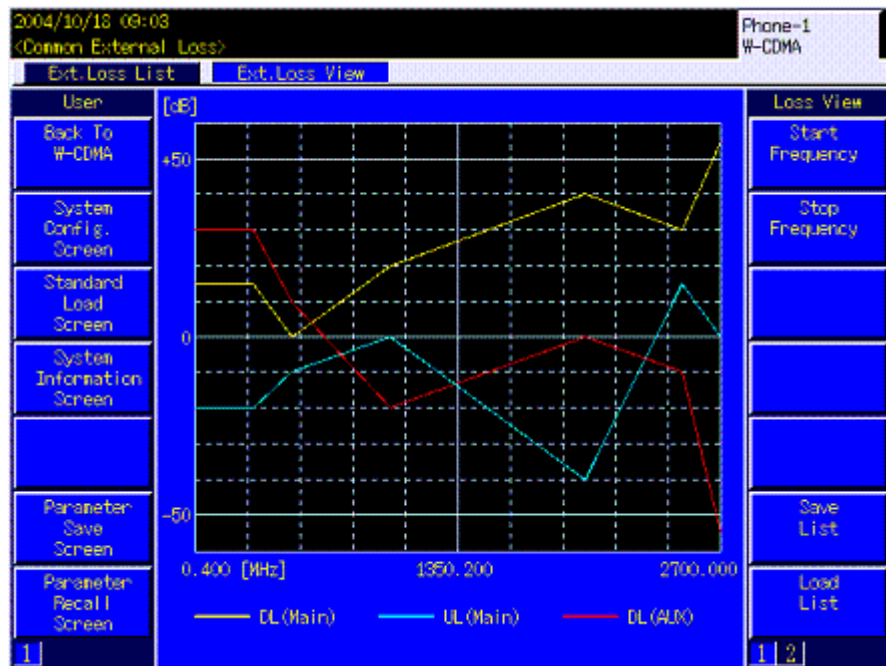 2004/10/18 09:03
<Common External Loss>
Phone-1
W-CDMA
Ext.Loss List
Ext.Loss View
User
Back To
W-CDMA
System
Config.
Screen
Standard
Load
Screen
System
Information
Screen
Parameter
Save
Screen
Parameter
Recall
Screen
1
[dB]
+50
0
-50
0.400 [MHz]
1350.200
2700.000
DL(Main)
UL(Main)
DL(AUX)
Loss View
Start
Frequency
Stop
Frequency
Save
List
Load
List
1 2